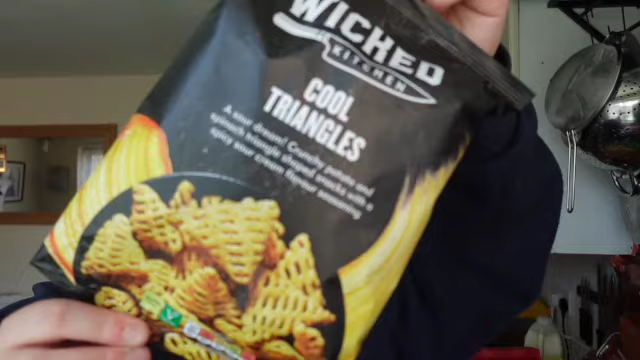 WICKED
KITCHEN
COOL
TRIANGLES
A sour dream! Crunchy potato and
spinach triangle shaped snacks with a
spicy sour cream flavour seasoning